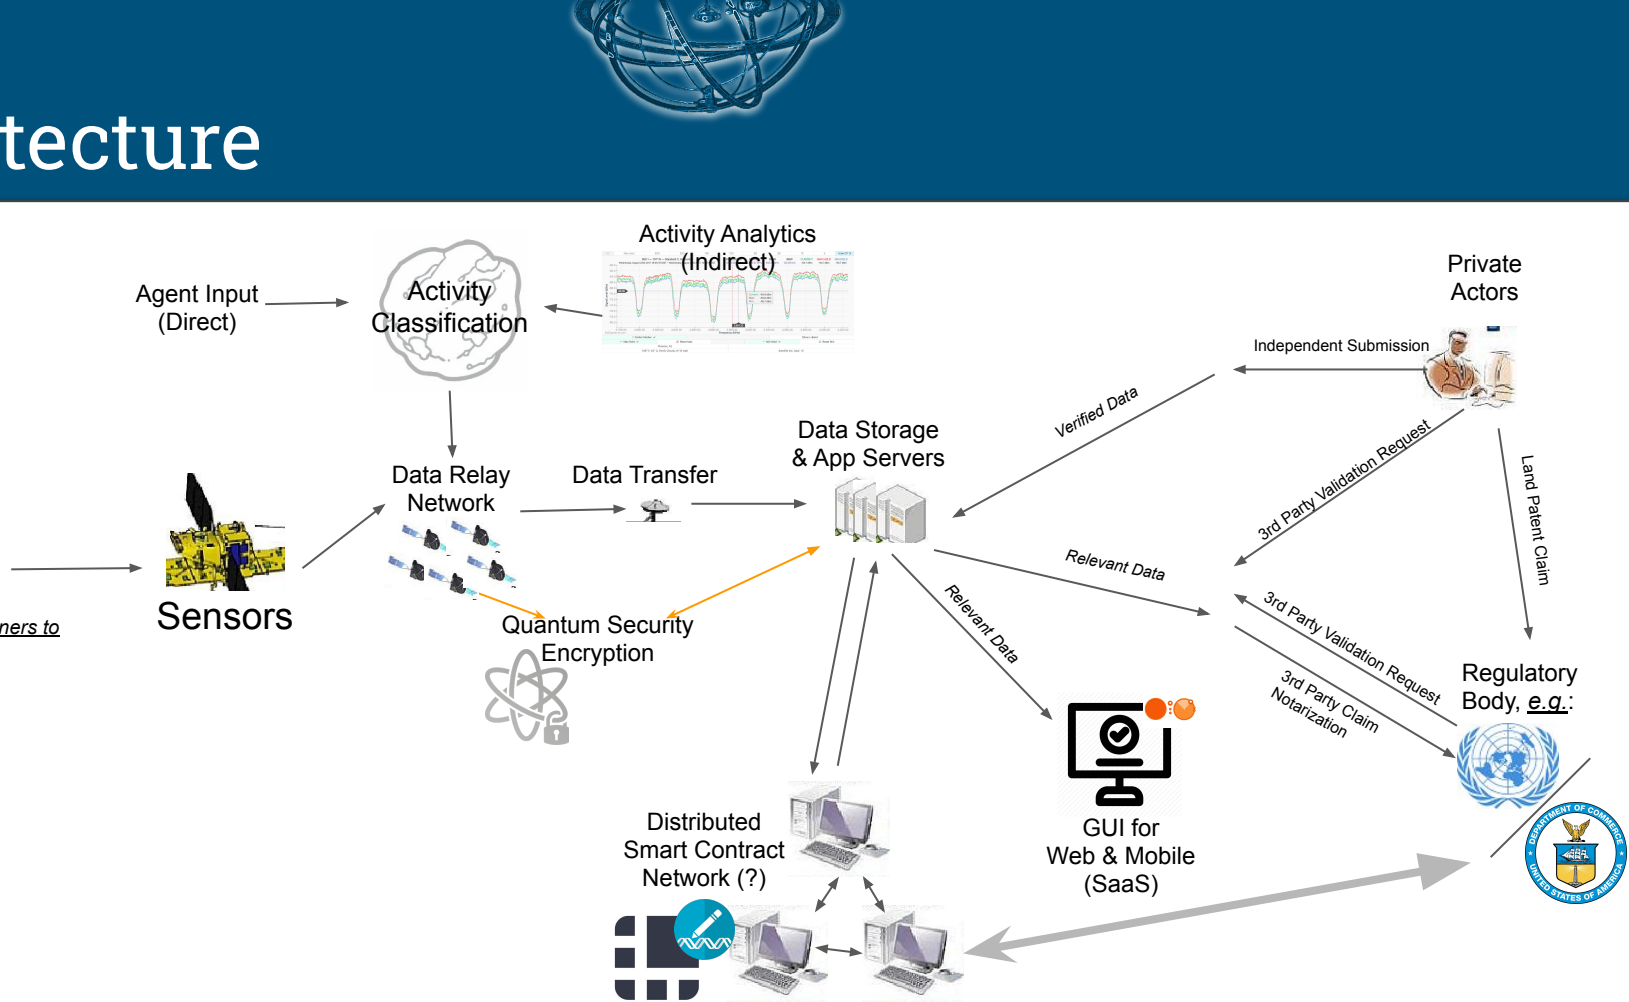 tecture
Activity Analytics
(Indirect)
Agent Input
(Direct)
Activity
Classification
Private
Actors
Independent Submission
Verified Data
Data Storage
& App Servers
3rd Party Validation Request
Land Patent Claim
Data Relay
Network
Data Transfer
Sensors
ners to
Quantum Security
Encryption
Relevant Data
Relevant Data
3rd Party Validation Request
3rd Party Claim
Notarization
Regulatory
Body, e.g.:
Distributed
Smart Contract
Network (?)
GUI for
Web & Mobile
(SaaS)
DEPARTMENT OF COMMERCE
UNITED STATES OF AMERICA